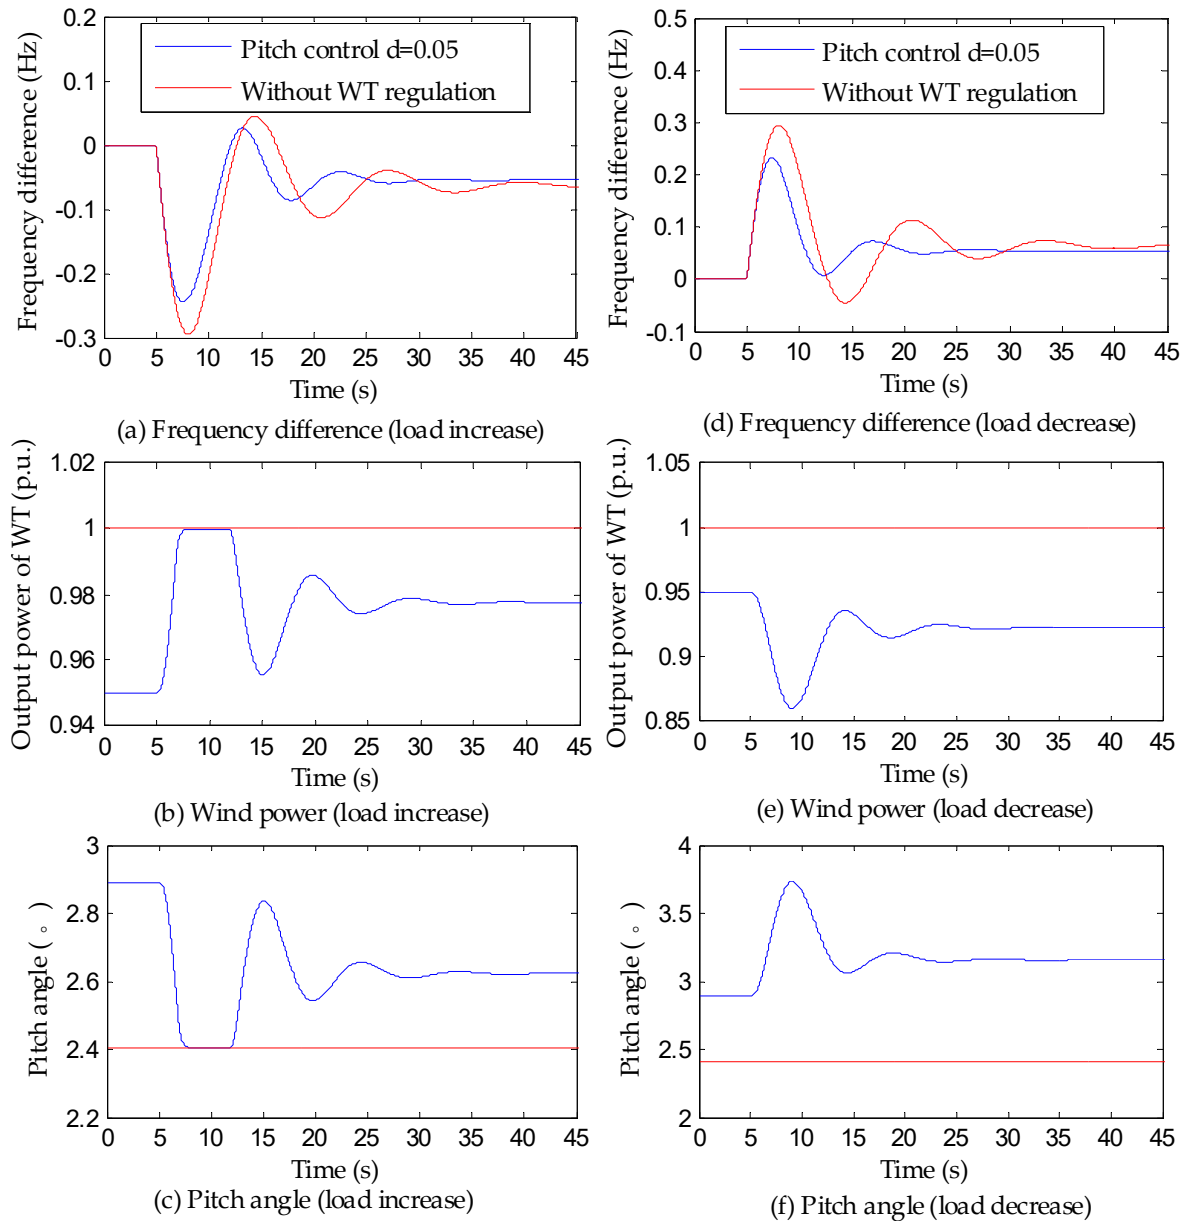 Frequency difference (Hz)
0.2
0.1
0
-0.1
-0.2
-0.3
Pitch control d=0.05
Without WT regulation
0 5 10 15 20 25 30 35 40 45
Time (s)
(a) Frequency difference (load increase)
Frequency difference (Hz)
0.5
0.4
0.3
0.2
0.1
0
-0.1
Pitch control d=0.05
Without WT regulation
0 5 10 15 20 25 30 35 40 45
Time (s)
(d) Frequency difference (load decrease)
Output power of WT (p.u.)
1.02
1
0.98
0.96
0.94
0 5 10 15 20 25 30 35 40 45
Time (s)
(b) Wind power (load increase)
Output power of WT (p.u.)
1.05
1
0.95
0.9
0.85
0 5 10 15 20 25 30 35 40 45
Time (s)
(e) Wind power (load decrease)
Pitch angle ( 。)
3
2.8
2.6
2.4
2.2
0 5 10 15 20 25 30 35 40 45
Time (s)
(c) Pitch angle (load increase)
Pitch angle ( 。)
4
3.5
3
2.5
2
0 5 10 15 20 25 30 35 40 45
Time (s)
(f) Pitch angle (load decrease)